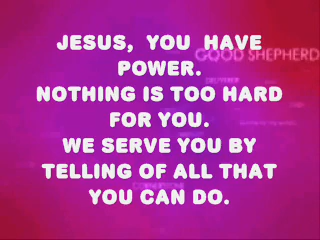 JESUS, YOU HAVE
GOOD SHEPHERD
POWER.
NOTHING IS TOO HARD
FOR YOU.
WE SERVE YOU BY
TELLING OF ALL THAT
YOU CAN DO.